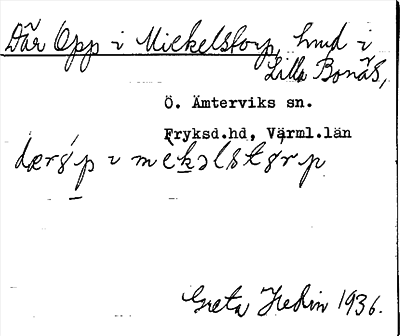 Där Opp i Mickelstorp, hmd i
Lilla Bonäs,
Ö. Ämterviks sn.
Fryksd.hd, Värml.län
Greta Hedin 1936.